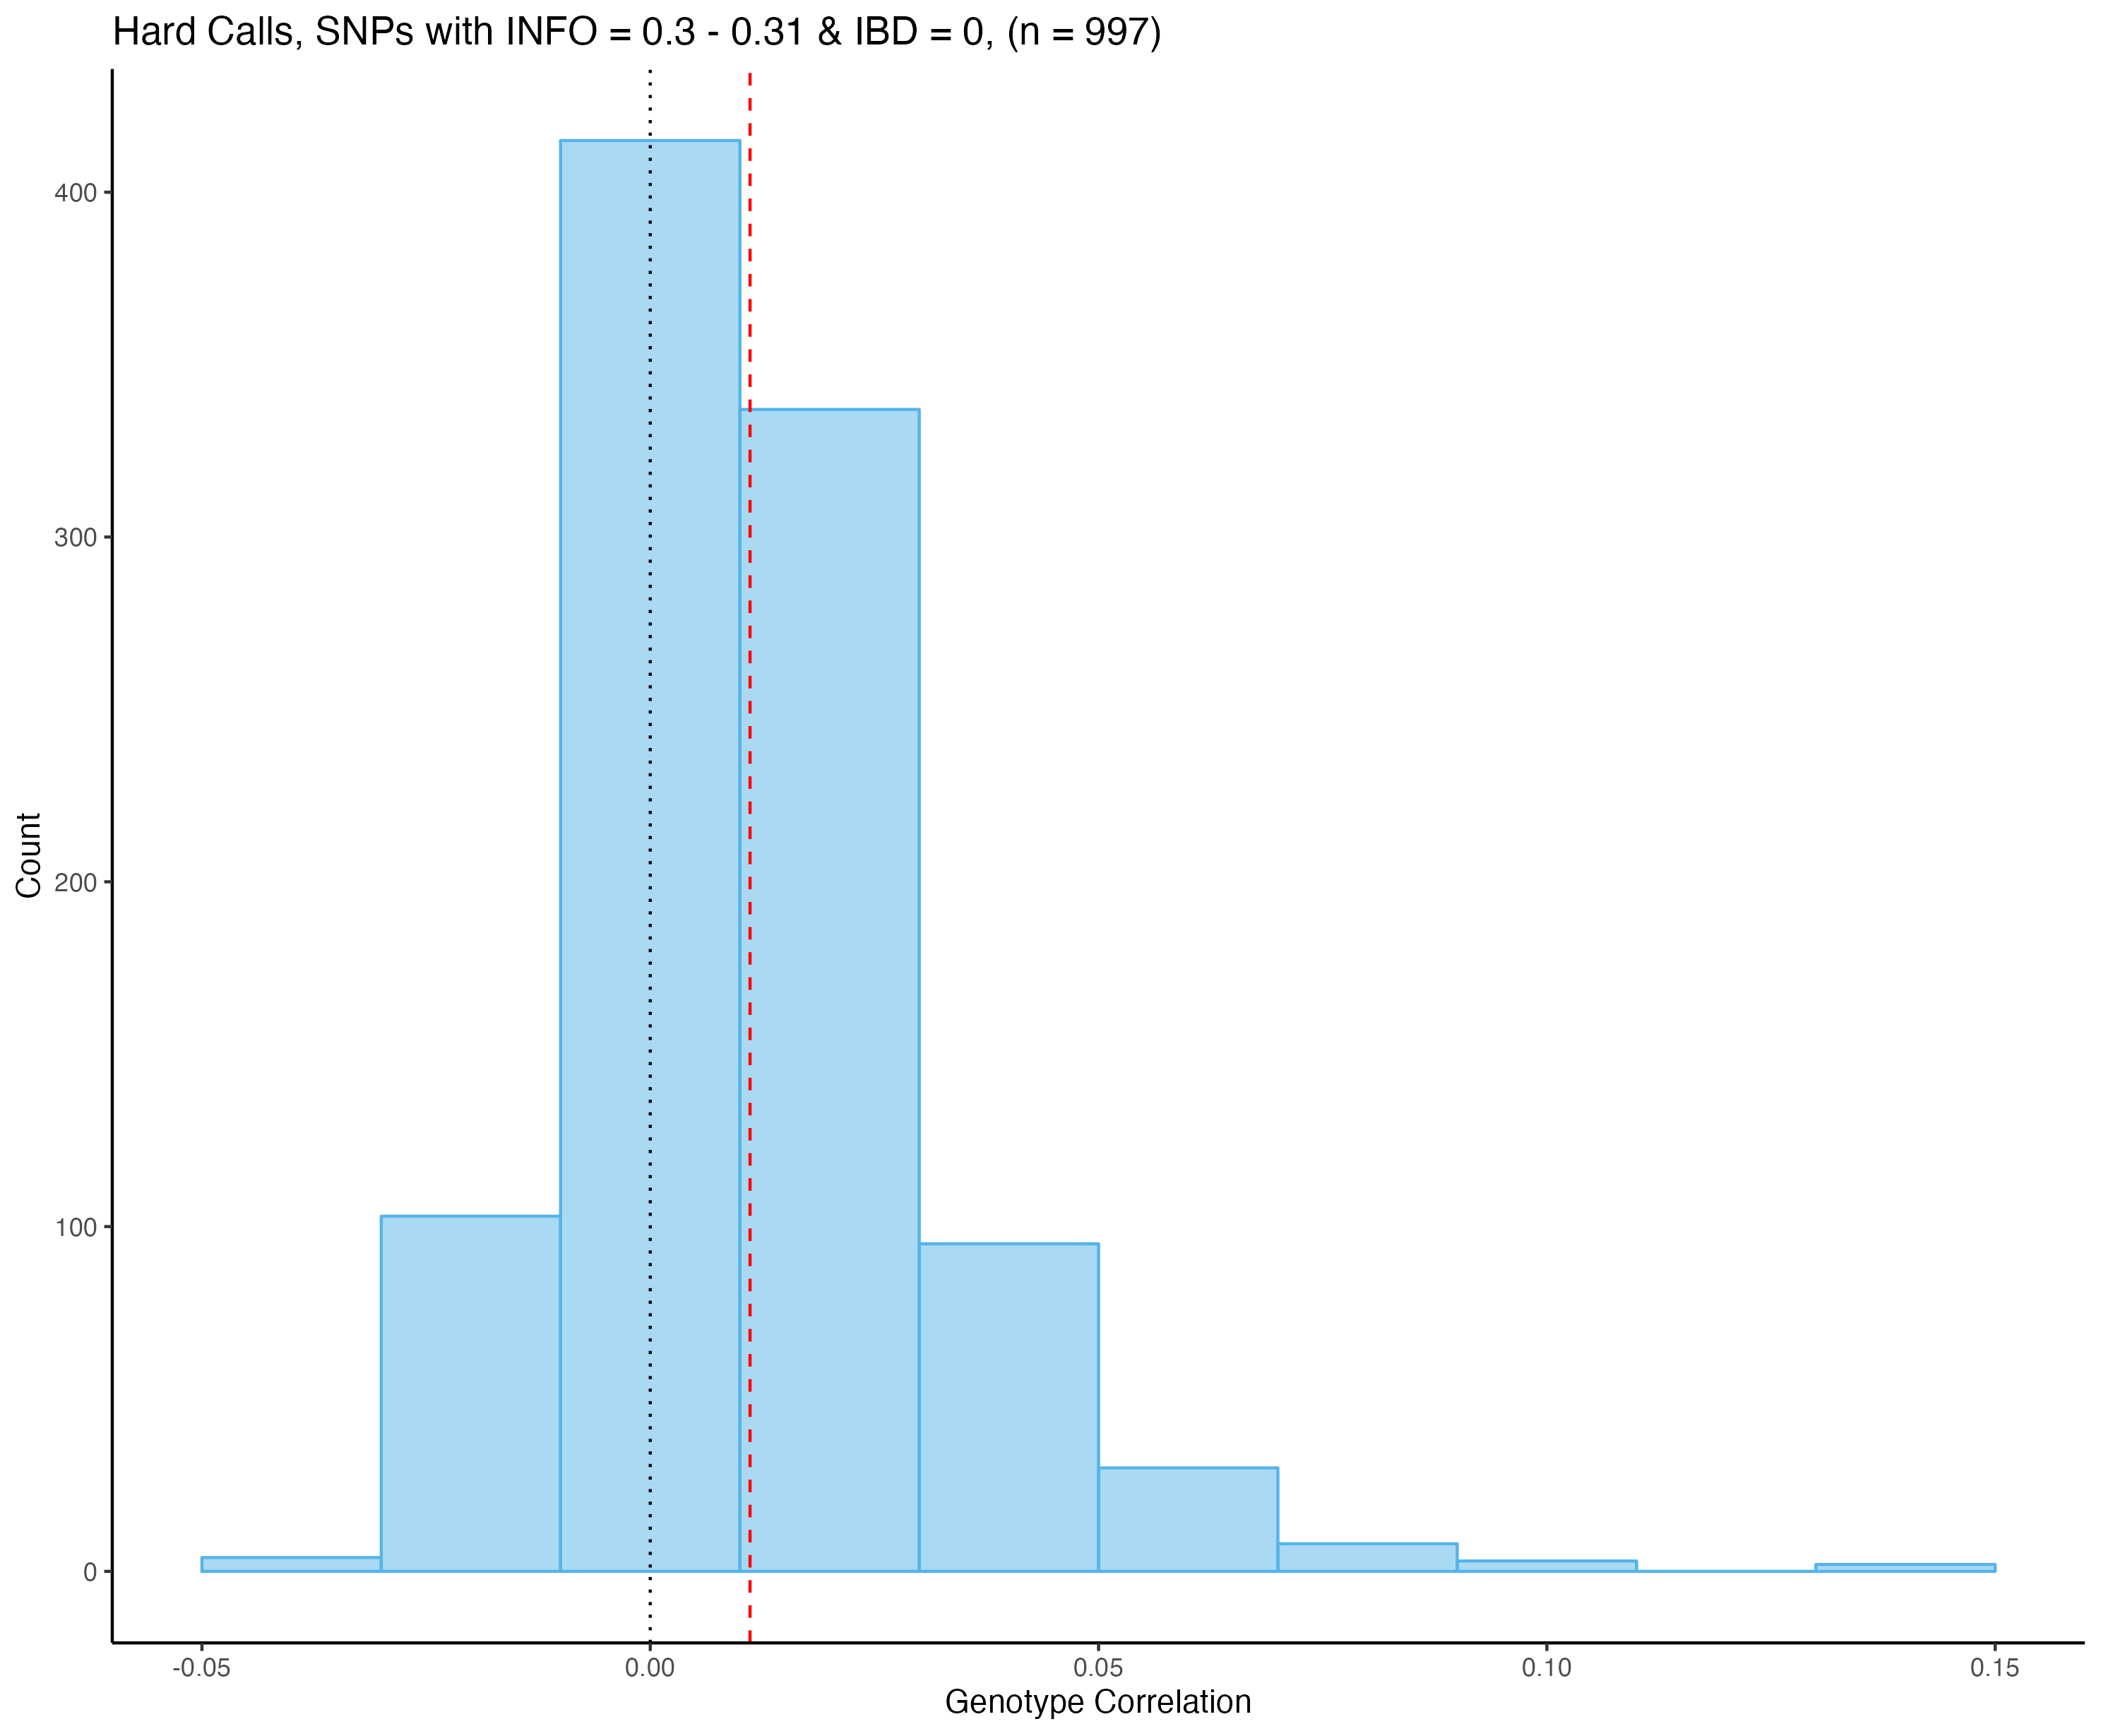 Hard Calls, SNPs with INFO = 0.3 - 0.31 & IBD = 0, (n = 997)
400
300
200
100
0
Count
-0.05 0.00 0.05 0.10 0.15
Genotype Correlation